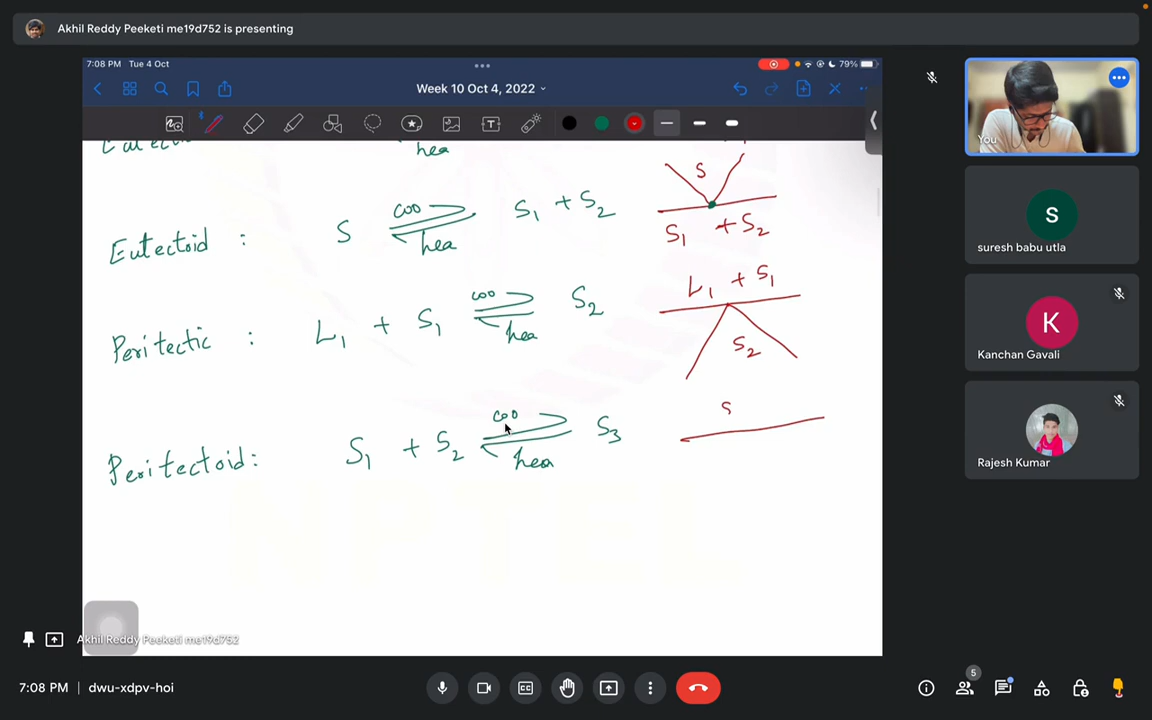 Akhil Reddy Peeketi me19d752 is presenting
7:08 PM Tue 4 Oct
79%
Week 10 Oct 4, 2022
You
hea
S
Eutectoid : S coo hea S1 + S2
S1 + S2
suresh babu utla
L1 + S1
Peritectic : L1 + S1 coo hea S2
S2
K
Kanchan Gavali
S
Peritectoid: S1 + S2 coo hea S3
Rajesh Kumar
Akhil Reddy Peeketi me19d752
7:08 PM | dwu-xdpv-hoi
5